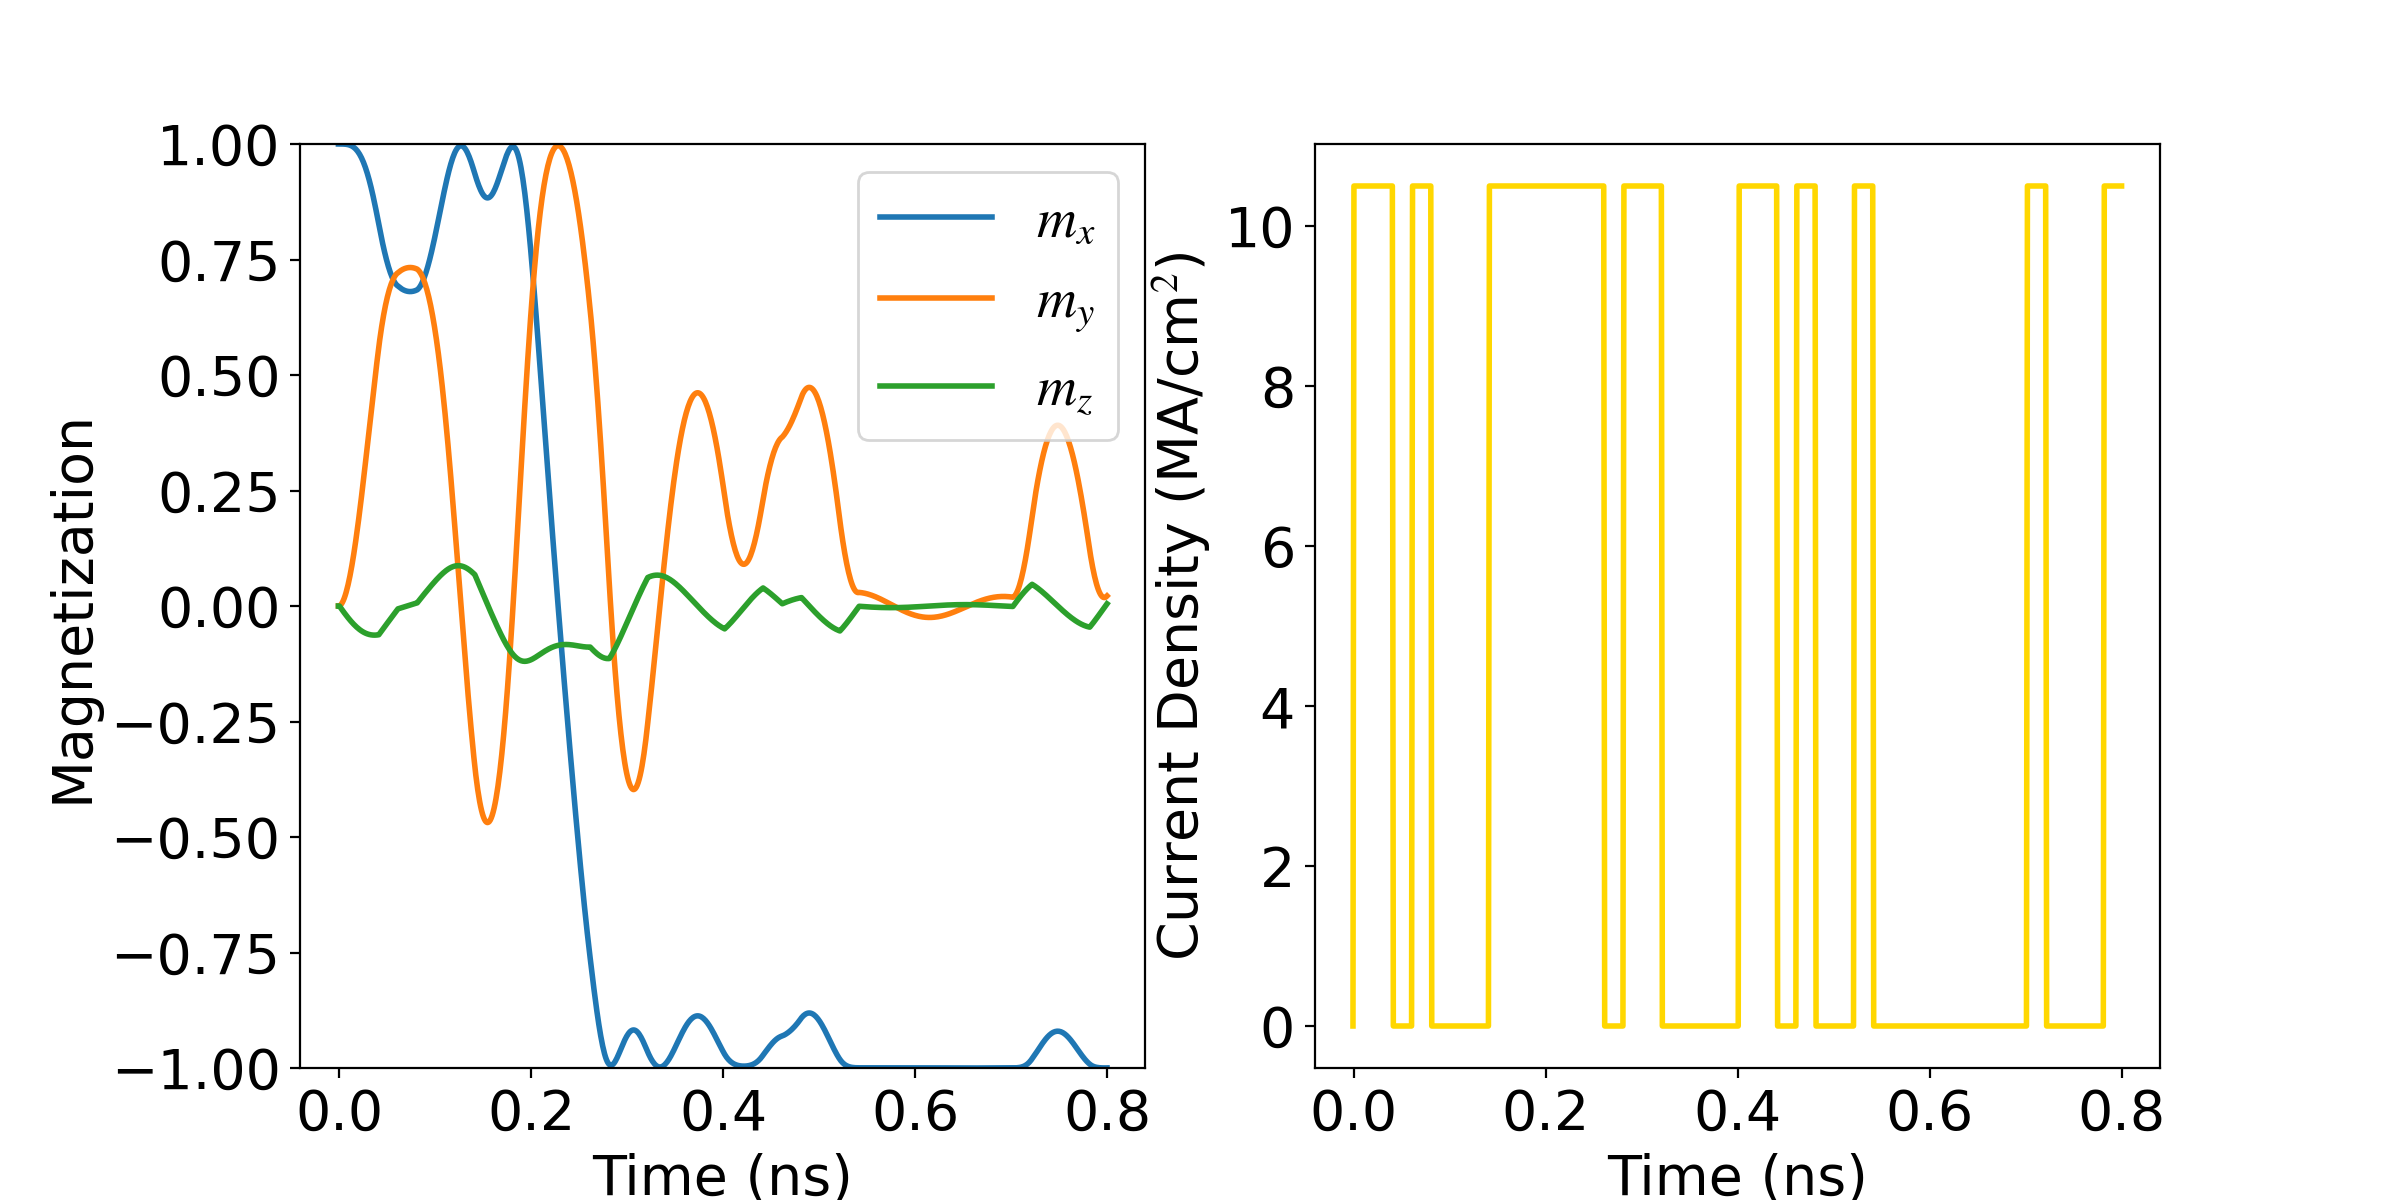 Magnetization
1.00
0.75
0.50
0.25
0.00
−0.25
−0.50
−0.75
−1.00
0.0 0.2 0.4 0.6 0.8
Time (ns)
m_x
m_y
m_z
Current Density (MA/cm²)
10
8
6
4
2
0
0.0 0.2 0.4 0.6 0.8
Time (ns)